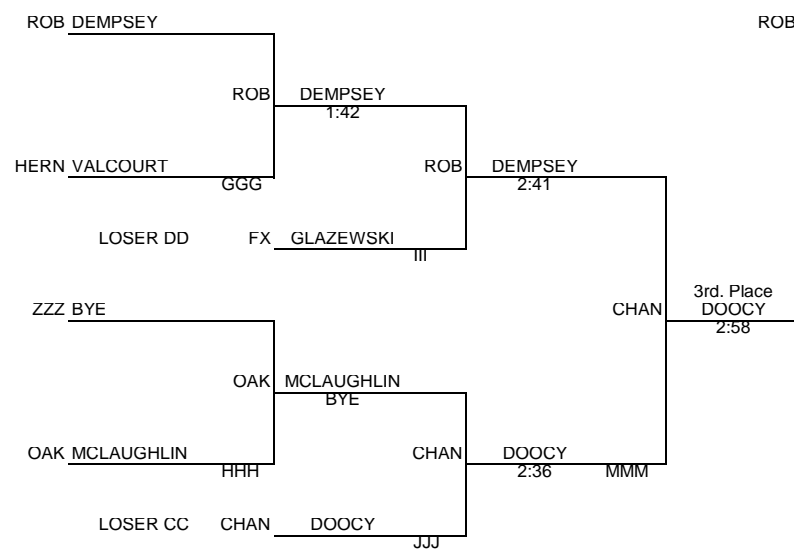 ROB DEMPSEY ROB
ROB DEMPSEY
1:42
HERN VALCOURT GGG ROB DEMPSEY
2:41
LOSER DD FX GLAZEWSKI III
3rd. Place
ZZZ BYE CHAN DOOCY
2:58
OAK MCLAUGHLIN
BYE
OAK MCLAUGHLIN HHH CHAN DOOCY
2:36 MMM
LOSER CC CHAN DOOCY JJJ